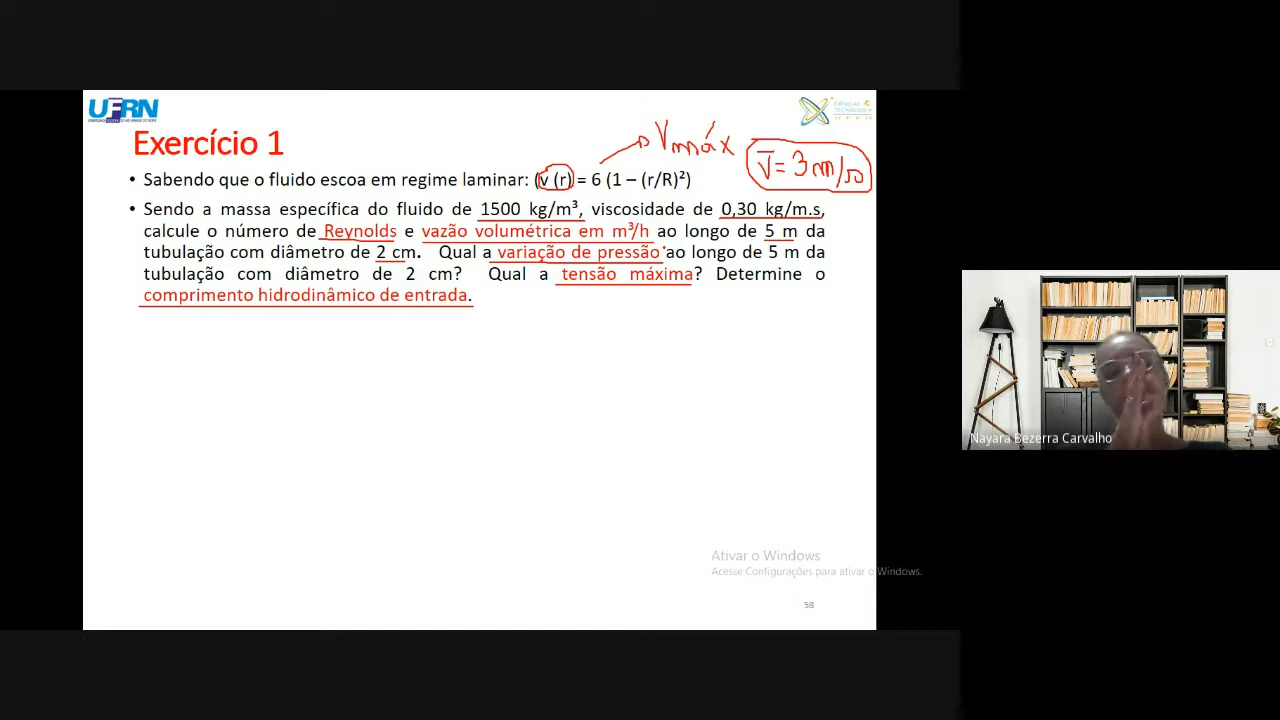 UFRN
Exercício 1
Vmáx
V̅ = 3 m/s
• Sabendo que o fluido escoa em regime laminar: (v (r) = 6 (1 – (r/R)²)
• Sendo a massa específica do fluido de 1500 kg/m³, viscosidade de 0,30 kg/m.s,
calcule o número de Reynolds e vazão volumétrica em m³/h ao longo de 5 m da
tubulação com diâmetro de 2 cm. Qual a variação de pressão ao longo de 5 m da
tubulação com diâmetro de 2 cm? Qual a tensão máxima? Determine o
comprimento hidrodinâmico de entrada.
Nayara Bezerra Carvalho
Ativar o Windows
Acesse Configurações para ativar o Windows.
58